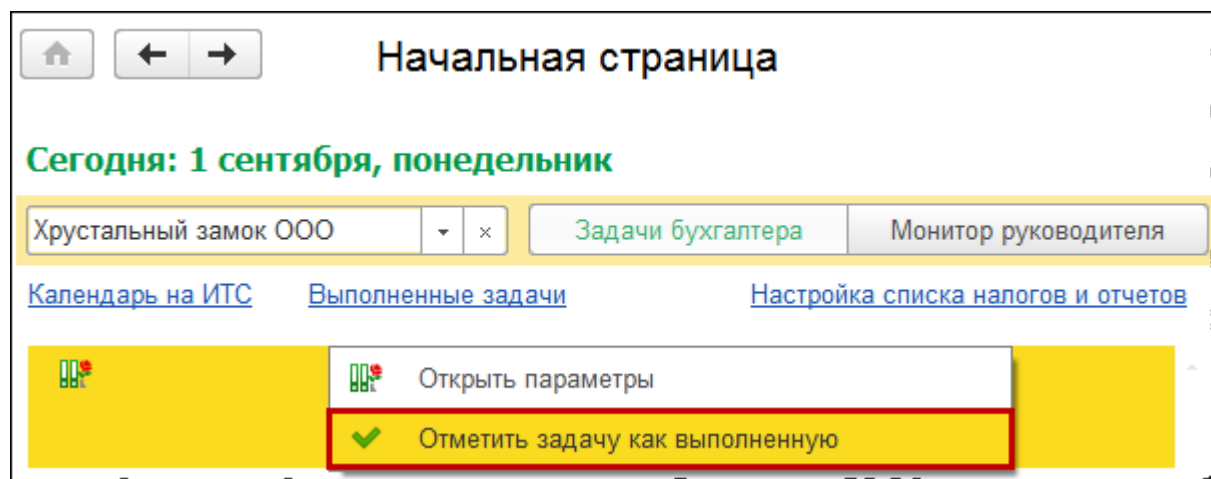 Начальная страница
Сегодня: 1 сентября, понедельник
Хрустальный замок ООО Задачи бухгалтера Монитор руководителя
Календарь на ИТС Выполненные задачи Настройка списка налогов и отчетов
Открыть параметры
Отметить задачу как выполненную